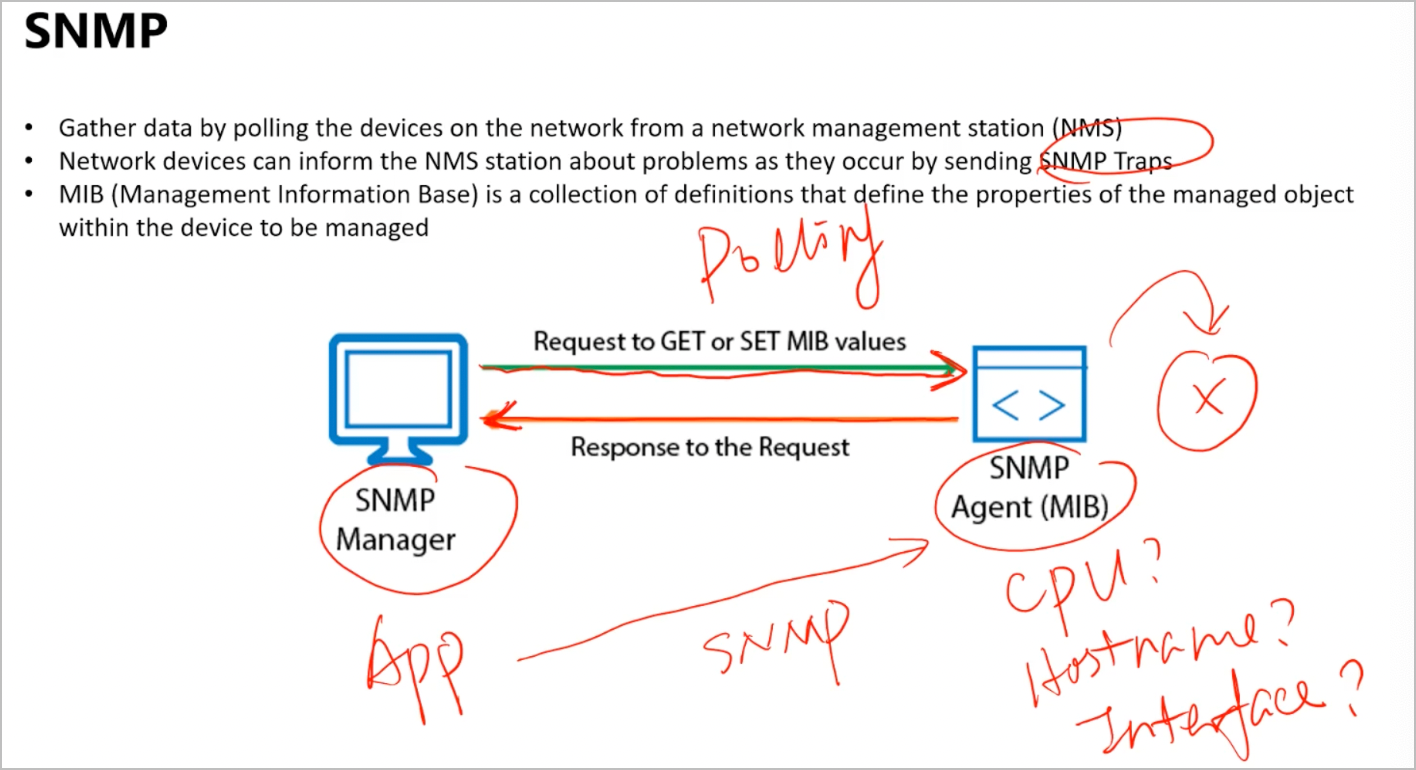 SNMP
• Gather data by polling the devices on the network from a network management station (NMS)
• Network devices can inform the NMS station about problems as they occur by sending SNMP Traps
• MIB (Management Information Base) is a collection of definitions that define the properties of the managed object
within the device to be managed
Polling
Request to GET or SET MIB values
< >
X
Response to the Request
SNMP
Manager
SNMP
Agent (MIB)
App
SNMP
CPU?
Hostname?
Interface?